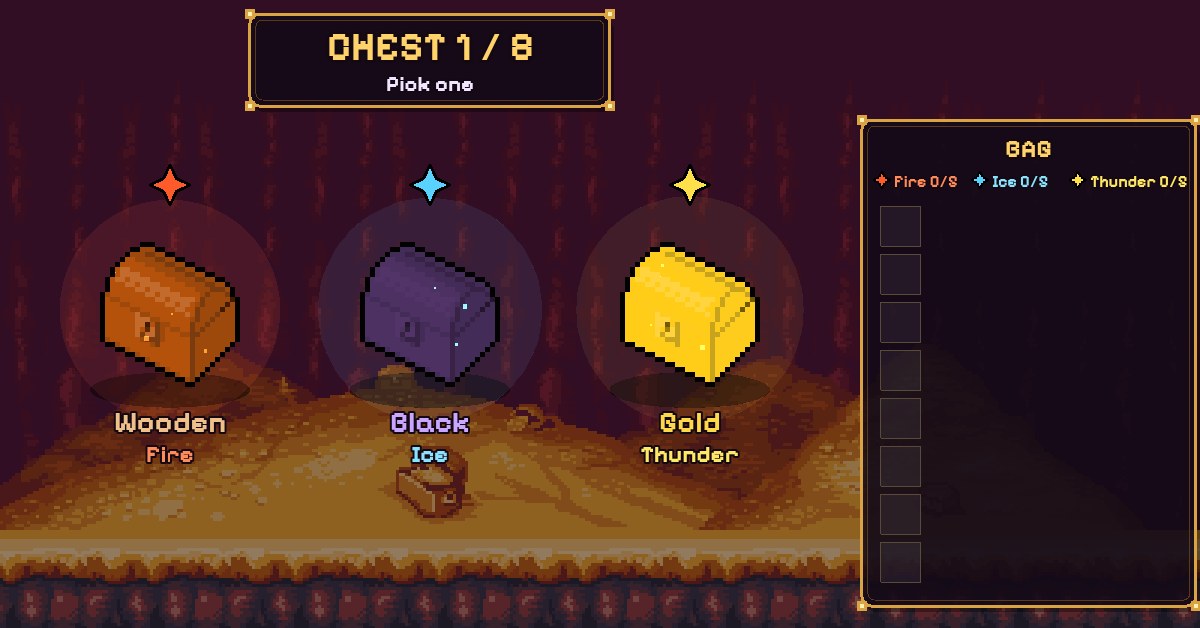 CHEST 1 / 8
Pick one
BAG
Fire 0/8
Ice 0/8
Thunder 0/8
Wooden
Fire
Black
Ice
Gold
Thunder